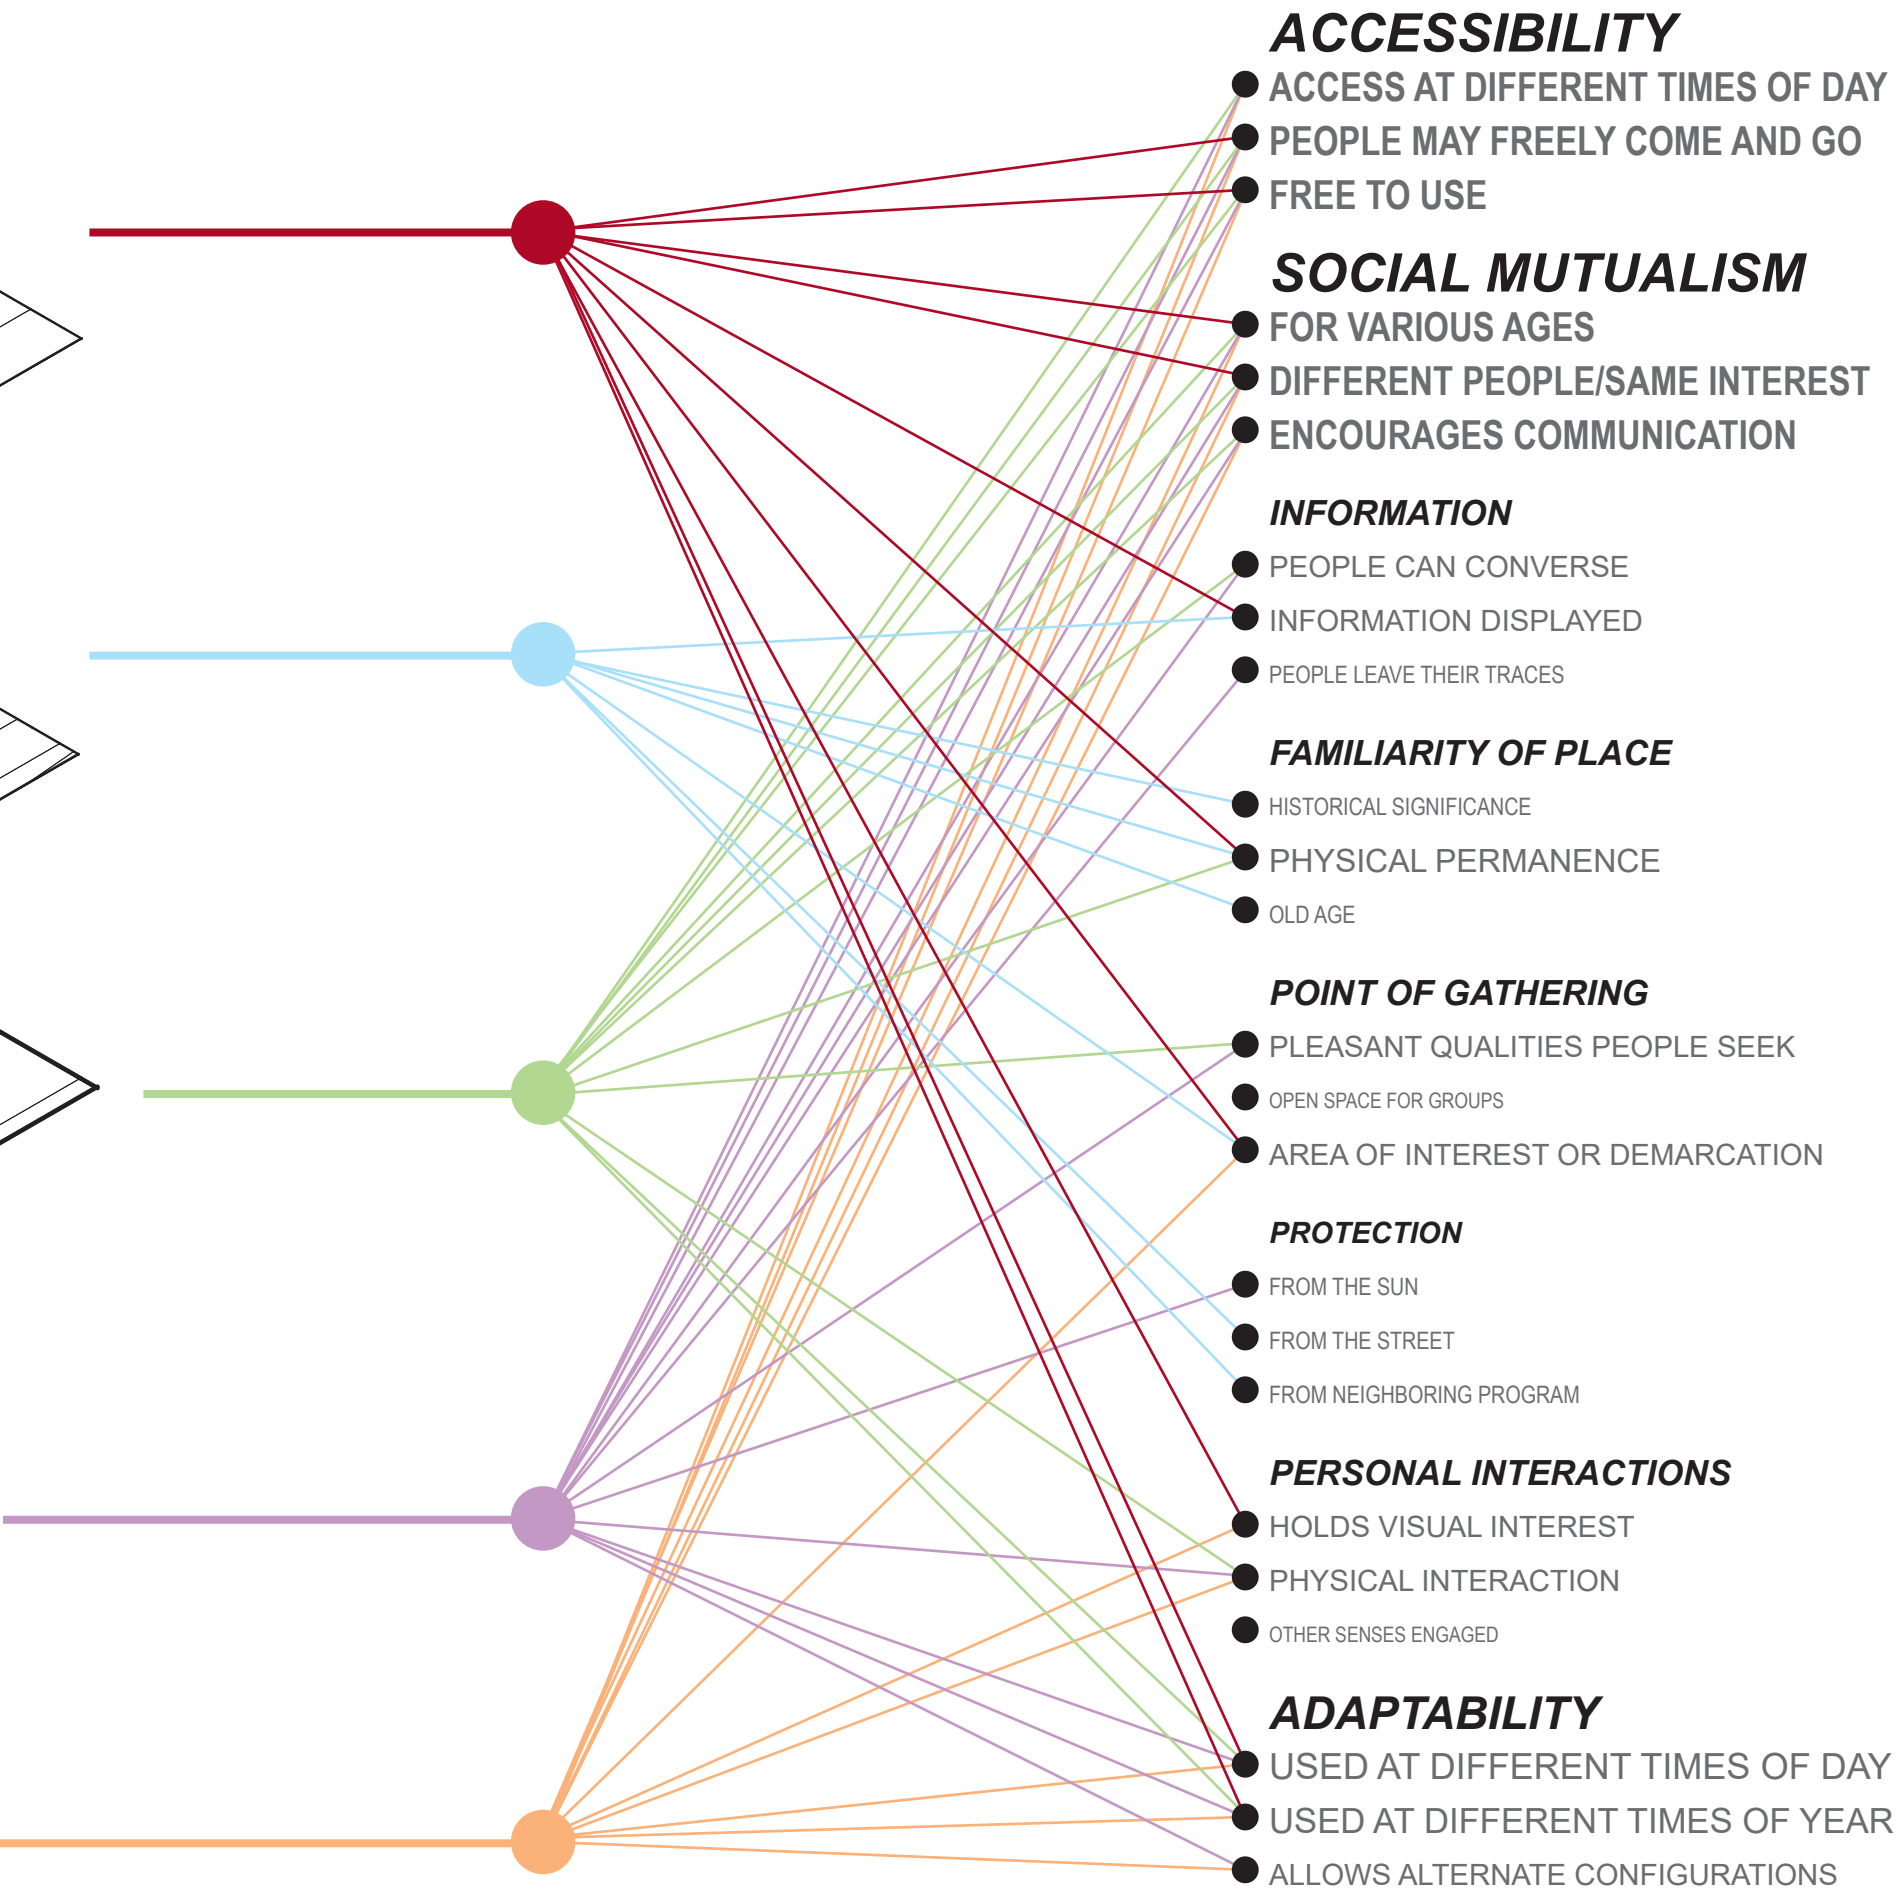 ACCESSIBILITY
ACCESS AT DIFFERENT TIMES OF DAY
PEOPLE MAY FREELY COME AND GO
FREE TO USE
SOCIAL MUTUALISM
FOR VARIOUS AGES
DIFFERENT PEOPLE/SAME INTEREST
ENCOURAGES COMMUNICATION
INFORMATION
PEOPLE CAN CONVERSE
INFORMATION DISPLAYED
PEOPLE LEAVE THEIR TRACES
FAMILIARITY OF PLACE
HISTORICAL SIGNIFICANCE
PHYSICAL PERMANENCE
OLD AGE
POINT OF GATHERING
PLEASANT QUALITIES PEOPLE SEEK
OPEN SPACE FOR GROUPS
AREA OF INTEREST OR DEMARCATION
PROTECTION
FROM THE SUN
FROM THE STREET
FROM NEIGHBORING PROGRAM
PERSONAL INTERACTIONS
HOLDS VISUAL INTEREST
PHYSICAL INTERACTION
OTHER SENSES ENGAGED
ADAPTABILITY
USED AT DIFFERENT TIMES OF DAY
USED AT DIFFERENT TIMES OF YEAR
ALLOWS ALTERNATE CONFIGURATIONS